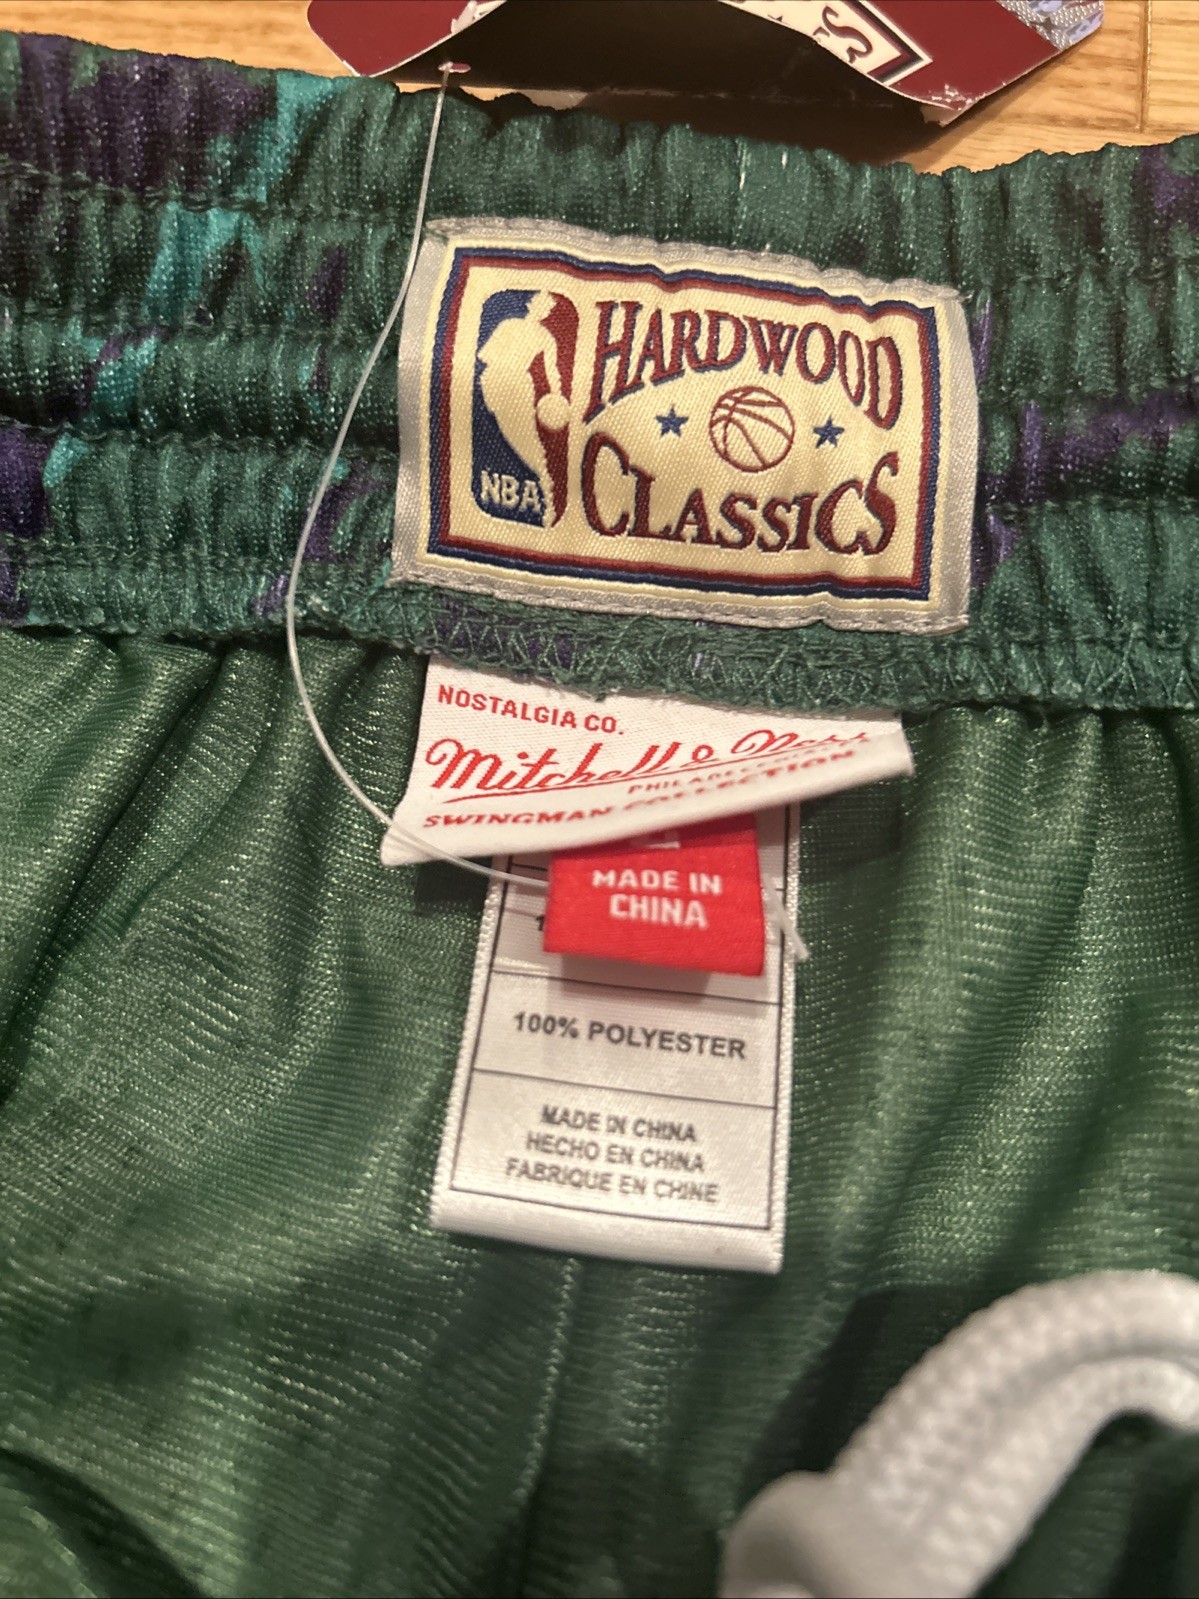 NBA
HARDWOOD
CLASSICS
NOSTALGIA CO.
Mitchell & Ness
SWINGMAN COLLECTION
MADE IN
CHINA
100% POLYESTER
MADE IN CHINA
HECHO EN CHINA
FABRIQUE EN CHINE